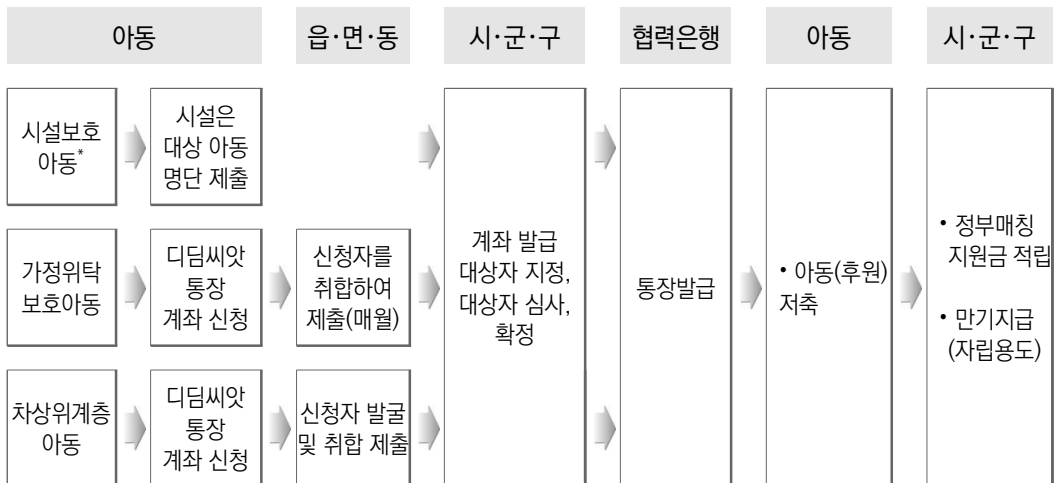 아동
읍·면·동
시·군·구
협력은행
아동
시·군·구
시설보호
아동*
시설은
대상 아동
명단 제출
가정위탁
보호아동
디딤씨앗
통장
계좌 신청
신청자를
취합하여
제출(매월)
차상위계층
아동
디딤씨앗
통장
계좌 신청
신청자 발굴
및 취합 제출
계좌 발급
대상자 지정,
대상자 심사,
확정
통장발급
• 아동(후원)
저축
• 정부매칭
지원금 적립
• 만기지급
(자립용도)